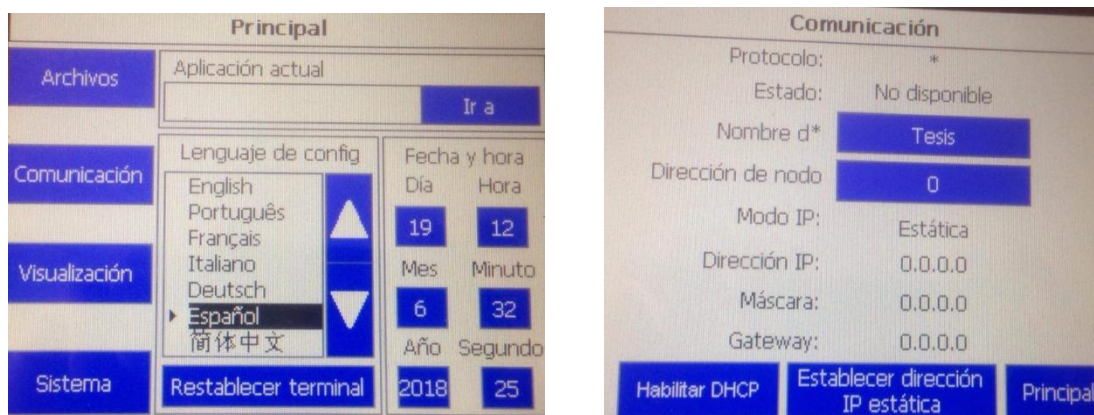 Principal
Archivos
Aplicación actual
Ir a
Comunicación
Lenguaje de config
English
Português
Français
Italiano
Deutsch
Español
简体中文
Fecha y hora
Día Hora
19 12
Mes Minuto
6 32
Año Segundo
2018 25
Visualización
Sistema
Restablecer terminal
Comunicación
Protocolo: *
Estado: No disponible
Nombre d* Tesis
Dirección de nodo 0
Modo IP: Estática
Dirección IP: 0.0.0.0
Máscara: 0.0.0.0
Gateway: 0.0.0.0
Habilitar DHCP
Establecer dirección
IP estática
Principal